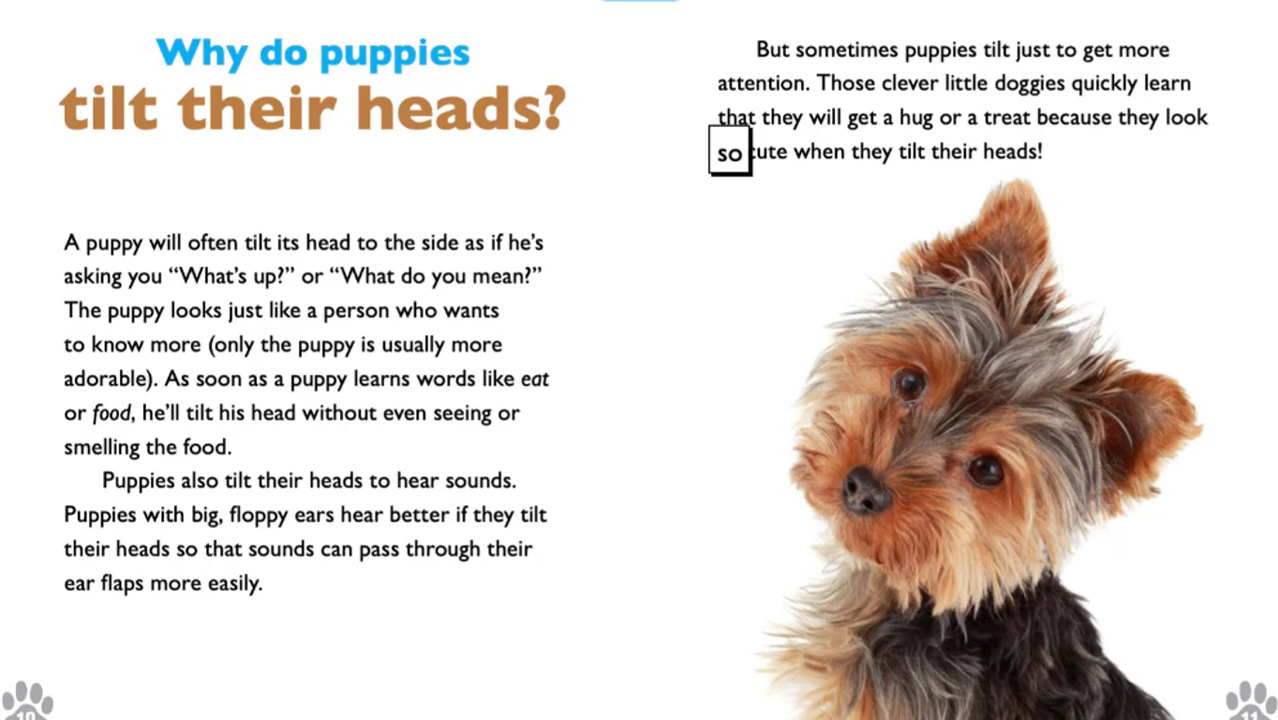 Why do puppies
tilt their heads?
A puppy will often tilt its head to the side as if he’s
asking you “What’s up?” or “What do you mean?”
The puppy looks just like a person who wants
to know more (only the puppy is usually more
adorable). As soon as a puppy learns words like eat
or food, he’ll tilt his head without even seeing or
smelling the food.
Puppies also tilt their heads to hear sounds.
Puppies with big, floppy ears hear better if they tilt
their heads so that sounds can pass through their
ear flaps more easily.
10
But sometimes puppies tilt just to get more
attention. Those clever little doggies quickly learn
that they will get a hug or a treat because they look
so cute when they tilt their heads!
11